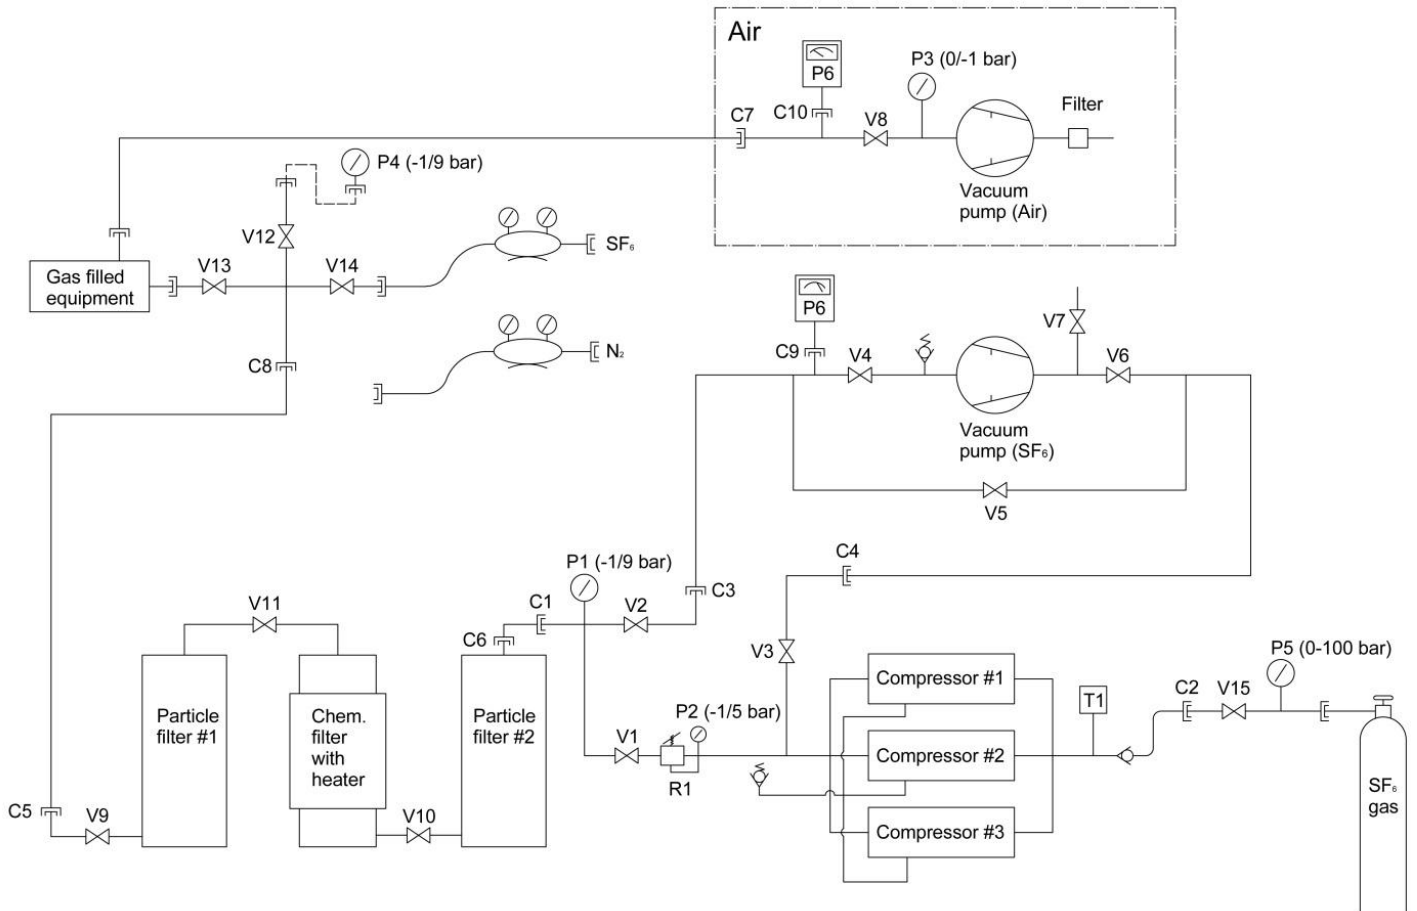 Air
P6
P3 (0/-1 bar)
C7
C10
V8
Filter
Vacuum
pump (Air)
P4 (-1/9 bar)
V12
SF₆
V13
V14
Gas filled
equipment
P6
V7
N₂
C8
C9
V4
V6
Vacuum
pump (SF₆)
V5
C4
P1 (-1/9 bar)
C3
V11
C1
V2
C6
V3
P5 (0-100 bar)
Compressor #1
C2
V15
T1
Particle
filter #1
Chem.
filter
with
heater
Particle
filter #2
P2 (-1/5 bar)
V1
R1
Compressor #2
SF₆
gas
C5
V9
V10
Compressor #3